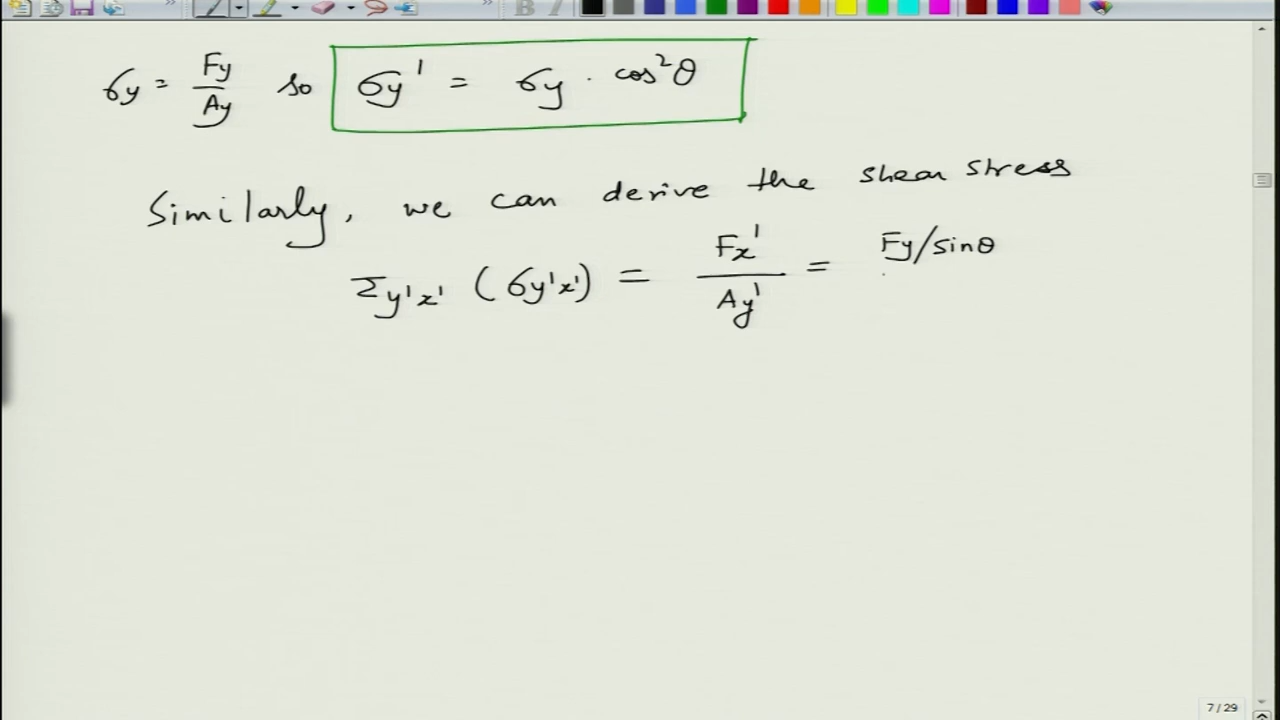 σy = Fy/Ay so σy' = σy · cos²θ
Similarly, we can derive the shear stress
τy'x' (σy'x') = Fx'/Ay' = Fy/sinθ
7 / 29